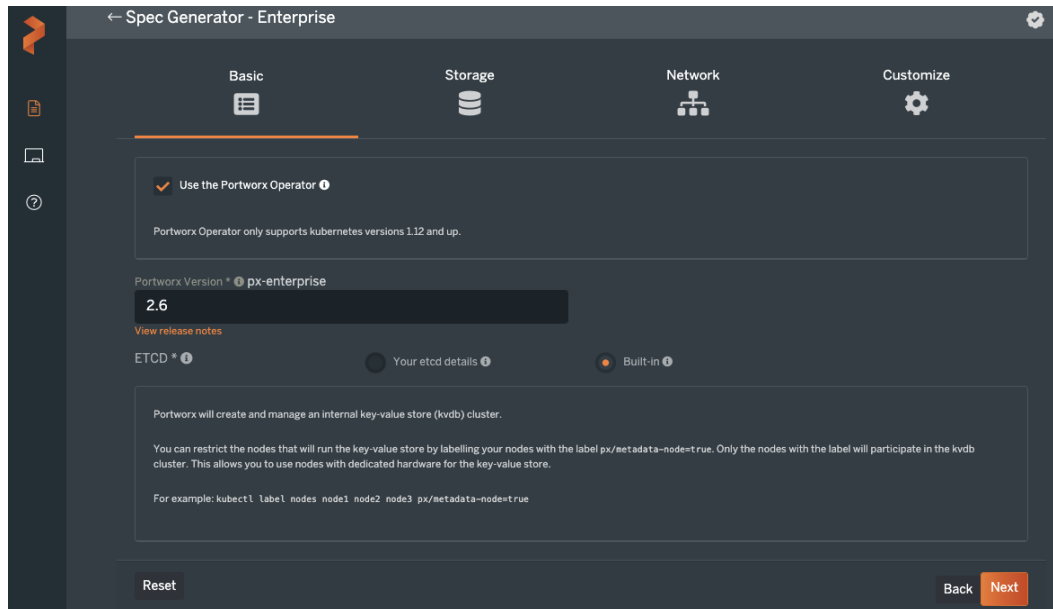 ← Spec Generator - Enterprise
Basic
Storage
Network
Customize
Use the Portworx Operator
Portworx Operator only supports kubernetes versions 1.12 and up.
Portworx Version * px-enterprise
2.6
View release notes
ETCD *
Your etcd details
Built-in
Portworx will create and manage an internal key-value store (kvdb) cluster.
You can restrict the nodes that will run the key-value store by labelling your nodes with the label px/metadata-node=true. Only the nodes with the label will participate in the kvdb
cluster. This allows you to use nodes with dedicated hardware for the key-value store.
For example: kubectl label nodes node1 node2 node3 px/metadata-node=true
Reset
Back
Next